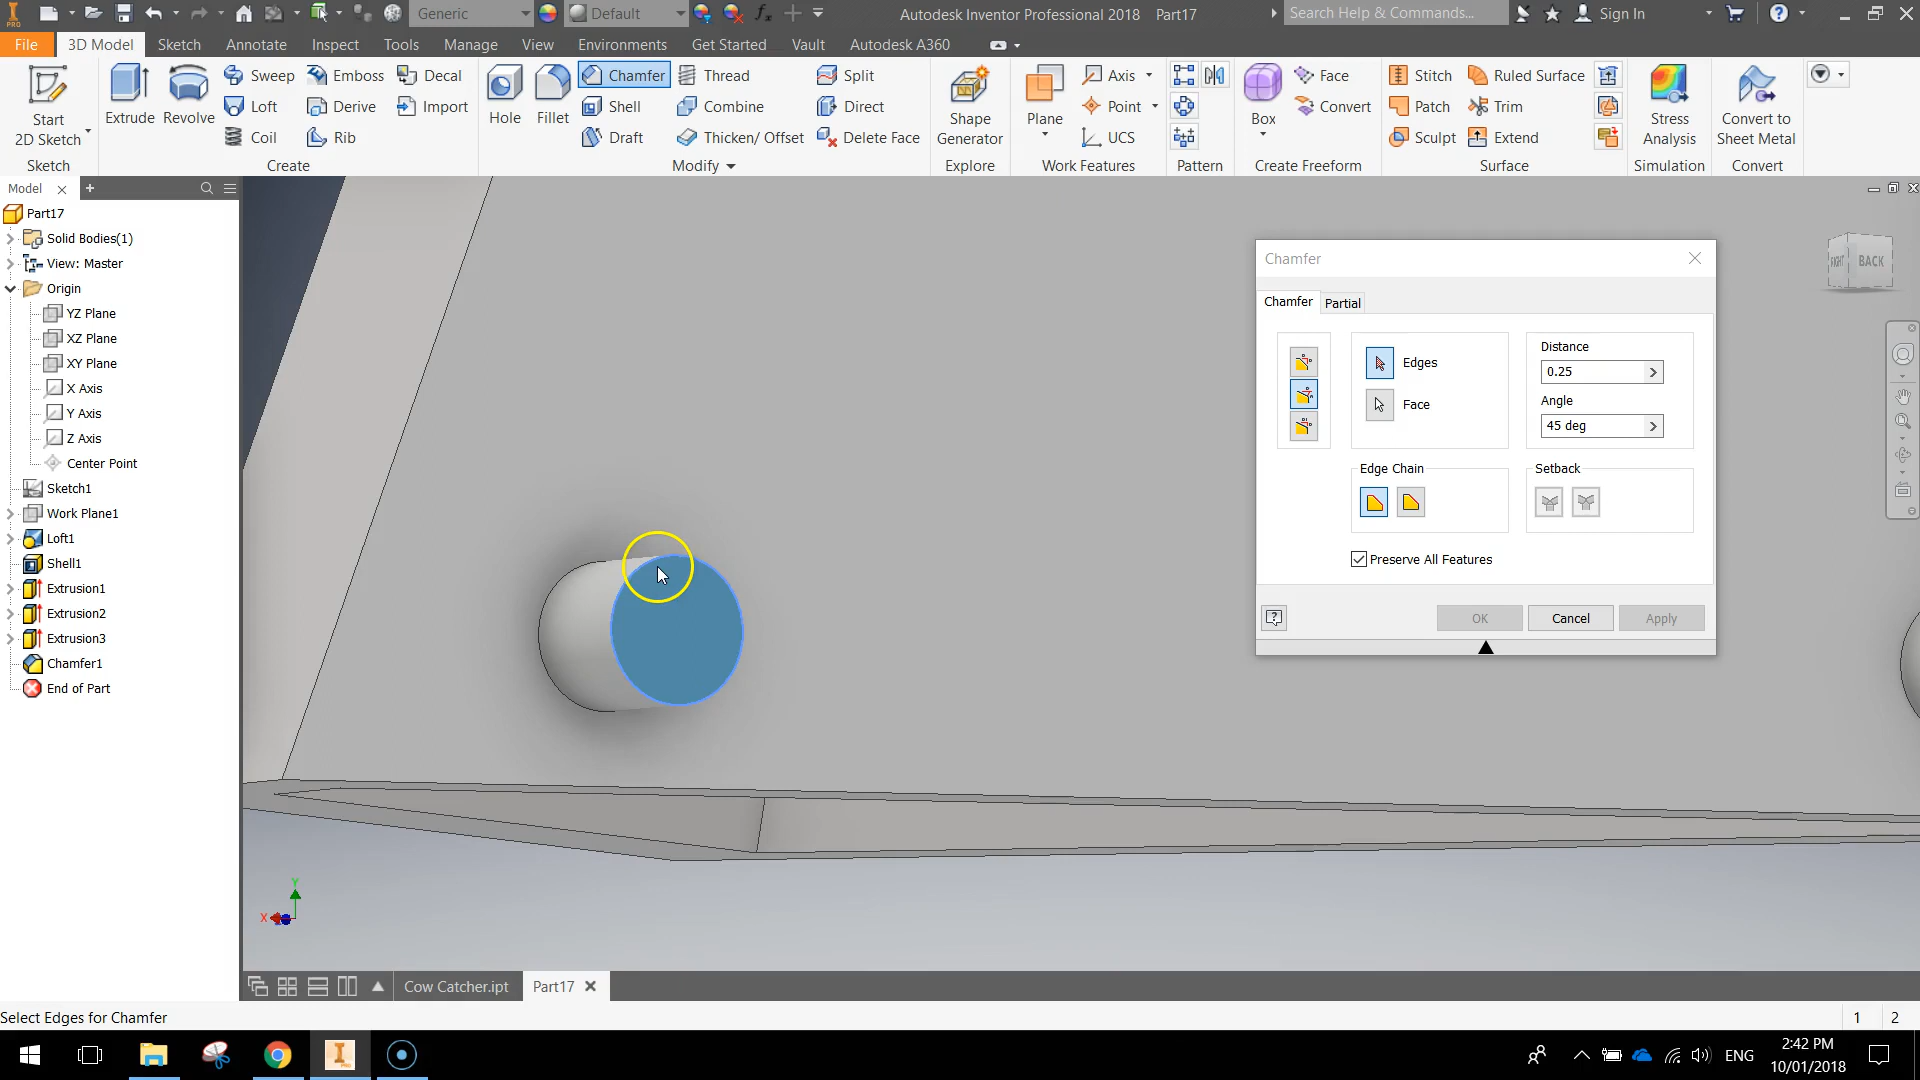 Generic
Default
Autodesk Inventor Professional 2018 Part17
Search Help & Commands...
Sign In
PRO
File
3D Model
Sketch
Annotate
Inspect
Tools
Manage
View
Environments
Get Started
Vault
Autodesk A360
Start
2D Sketch
Sketch
Extrude
Revolve
Sweep
Loft
Coil
Emboss
Derive
Rib
Decal
Import
Create
Hole
Fillet
Chamfer
Shell
Draft
Thread
Combine
Thicken/ Offset
Split
Direct
Delete Face
Modify
Shape
Generator
Explore
Plane
Axis
Point
UCS
Work Features
Pattern
Box
Face
Convert
Create Freeform
Stitch
Patch
Sculpt
Ruled Surface
Trim
Extend
Surface
Stress
Analysis
Simulation
Convert to
Sheet Metal
Convert
Model
Part17
Solid Bodies(1)
View: Master
Origin
YZ Plane
XZ Plane
XY Plane
X Axis
Y Axis
Z Axis
Center Point
Sketch1
Work Plane1
Loft1
Shell1
Extrusion1
Extrusion2
Extrusion3
Chamfer1
End of Part
RIGHT
BACK
Chamfer
Chamfer
Partial
Edges
Face
Distance
0.25
Angle
45 deg
Edge Chain
Setback
Preserve All Features
OK
Cancel
Apply
Y
X
Cow Catcher.ipt
Part17
Select Edges for Chamfer
1
2
ENG
2:42 PM
10/01/2018